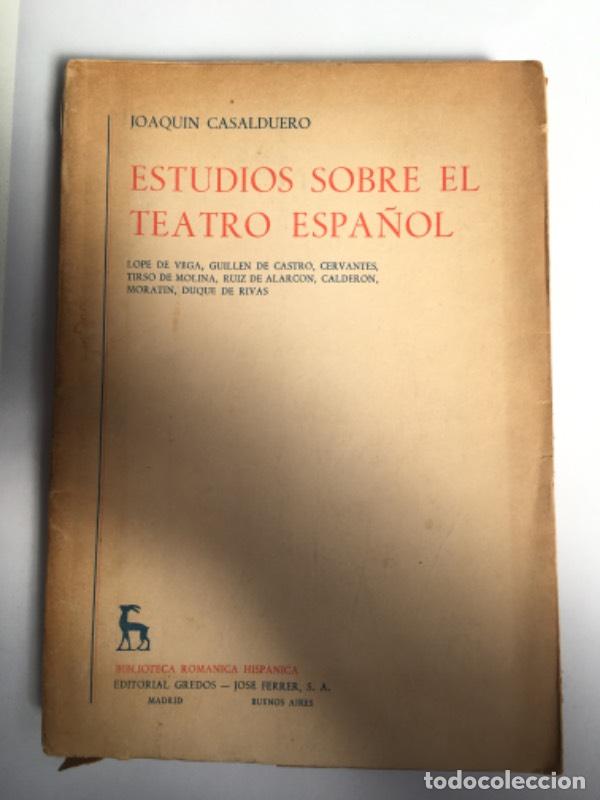 JOAQUIN CASALDUERO
ESTUDIOS SOBRE EL
TEATRO ESPAÑOL
LOPE DE VEGA, GUILLEN DE CASTRO, CERVANTES,
TIRSO DE MOLINA, RUIZ DE ALARCON, CALDERON,
MORATIN, DUQUE DE RIVAS
BIBLIOTECA ROMANICA HISPANICA
EDITORIAL GREDOS — JOSE FERRER, S. A.
MADRID BUENOS AIRES
todocoleccion